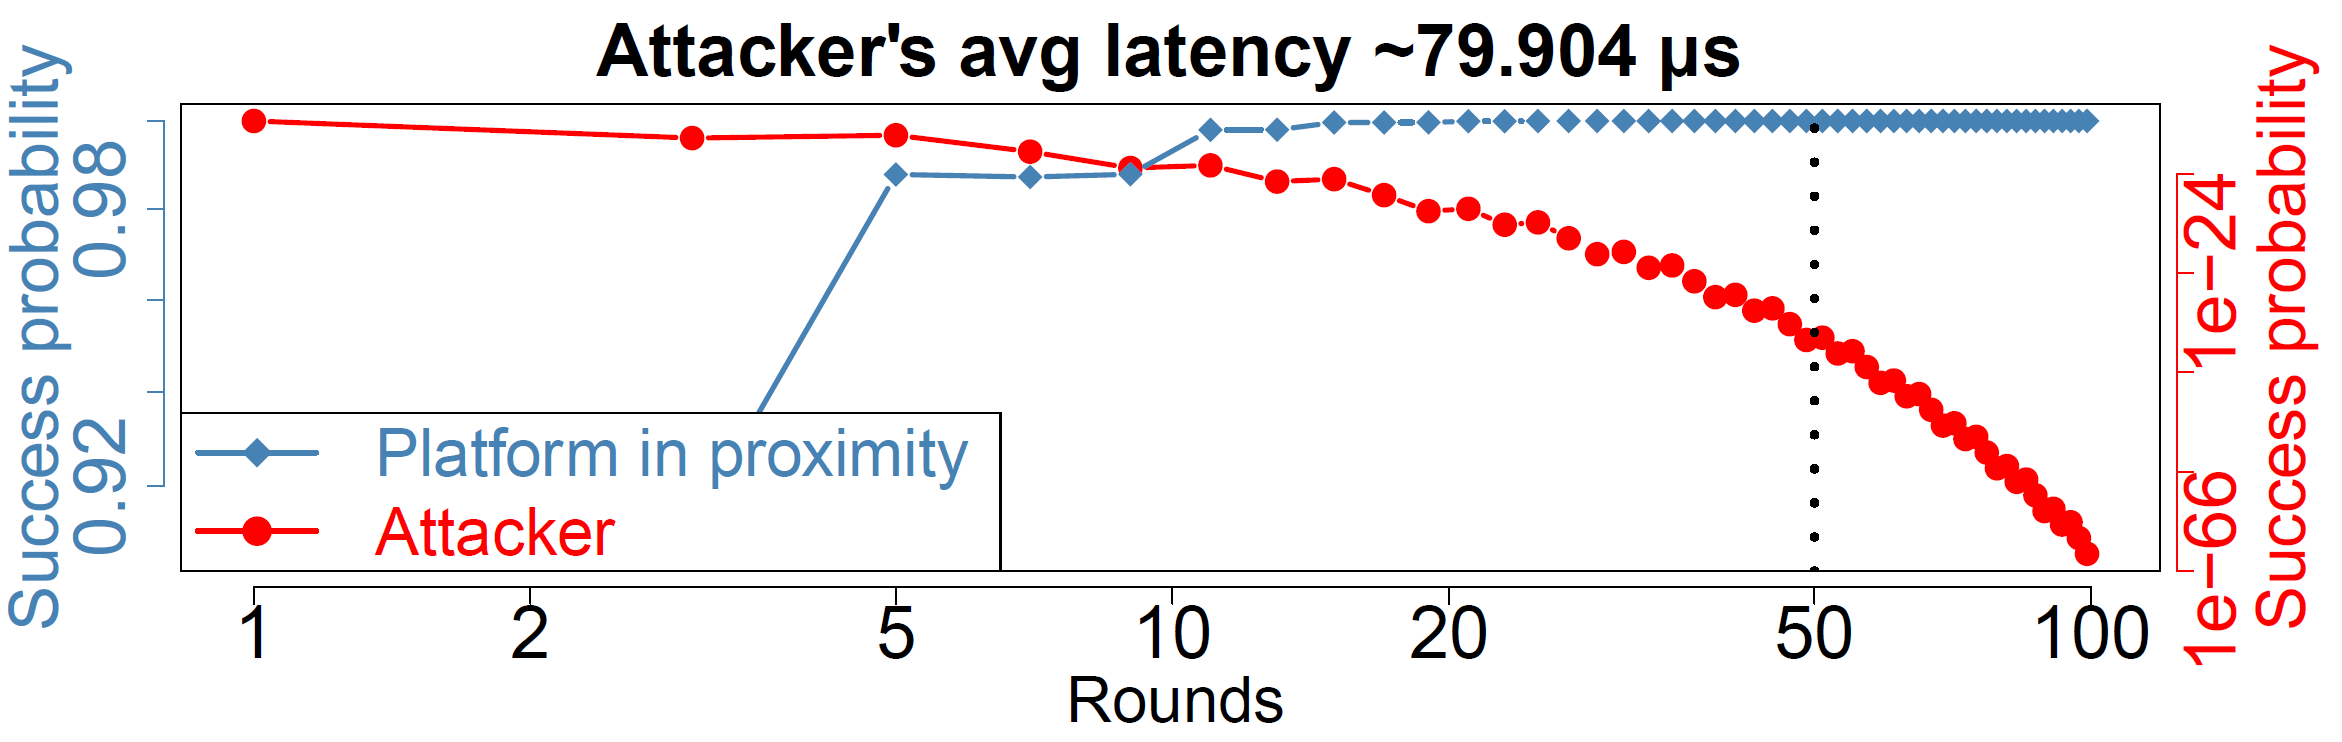 Attacker's avg latency ~79.904 µs
Success probability
0.98
0.92
Platform in proximity
Attacker
1e−24
1e−66
Success probability
1 2 5 10 20 50 100
Rounds